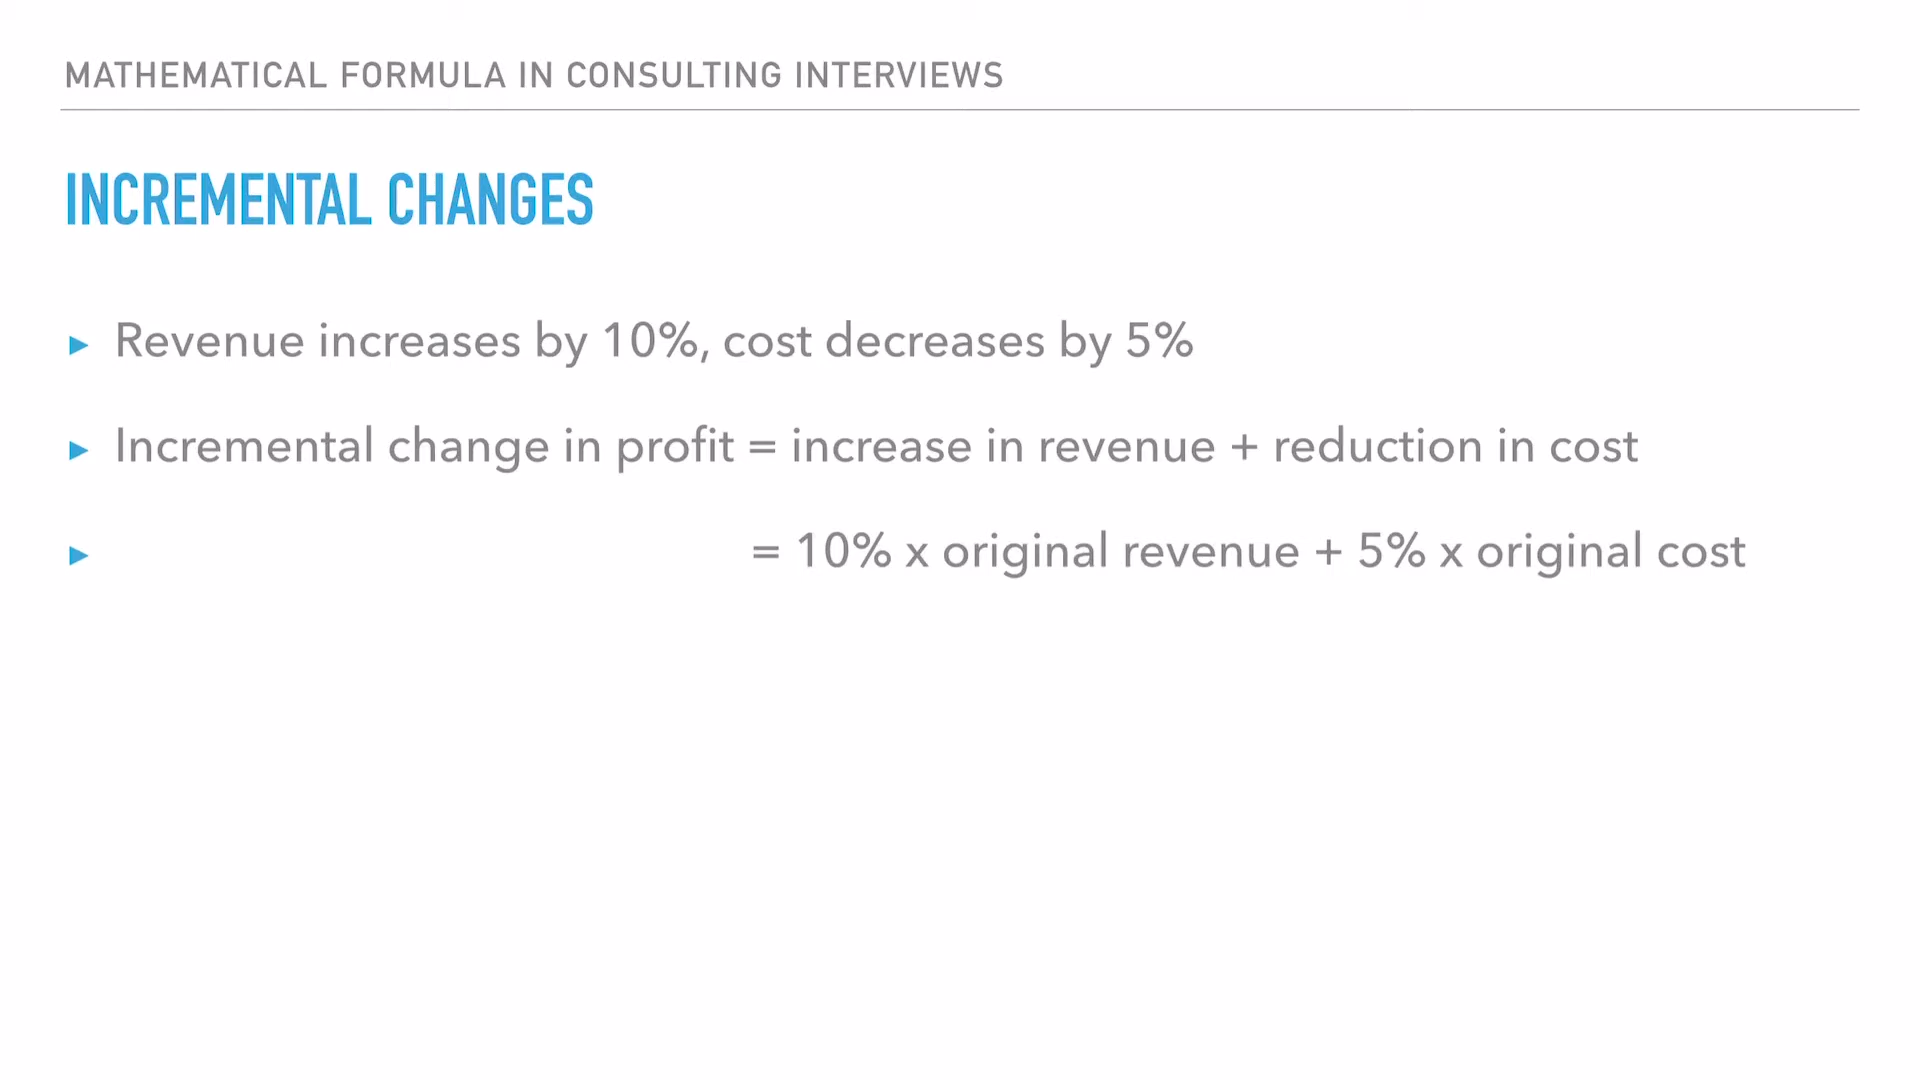 MATHEMATICAL FORMULA IN CONSULTING INTERVIEWS
INCREMENTAL CHANGES
▸ Revenue increases by 10%, cost decreases by 5%
▸ Incremental change in profit = increase in revenue + reduction in cost
▸ = 10% x original revenue + 5% x original cost